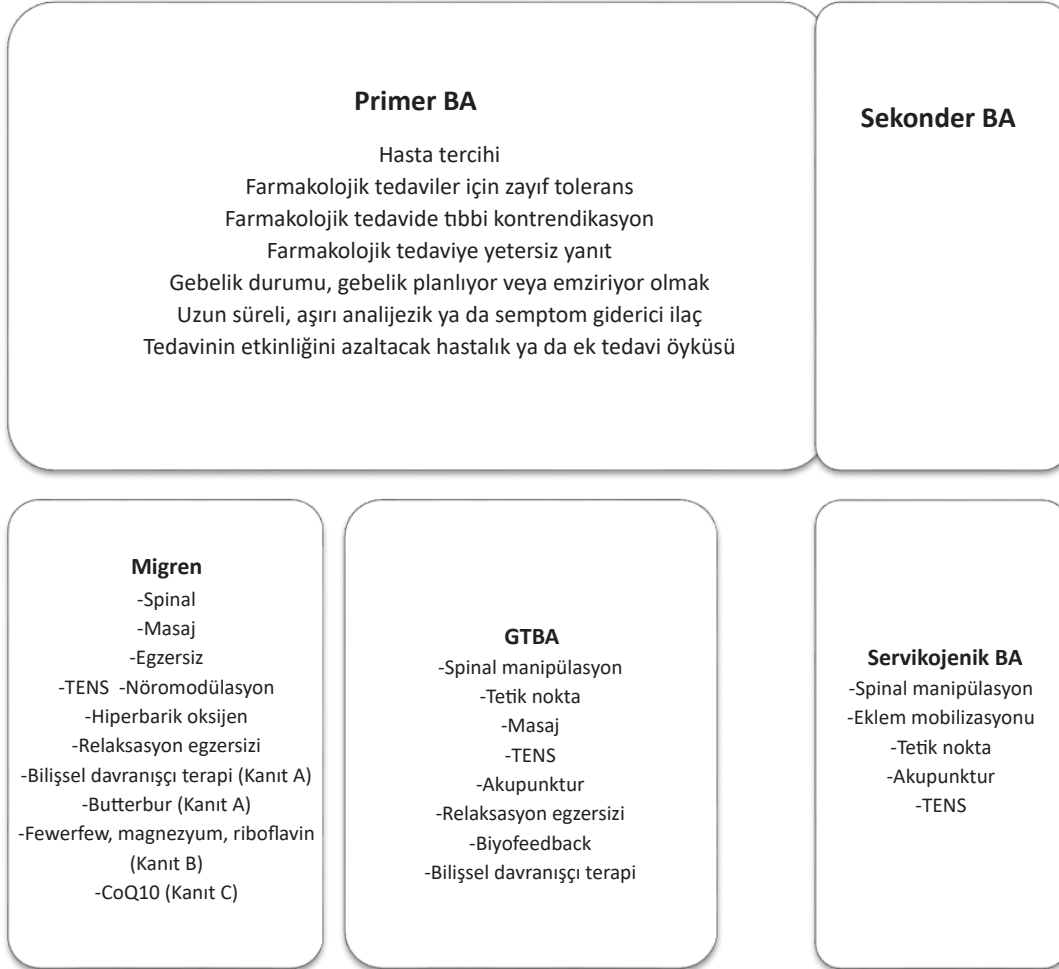 Primer BA
Hasta tercihi
Farmakolojik tedaviler için zayıf tolerans
Farmakolojik tedavide tıbbi kontrendikasyon
Farmakolojik tedaviye yetersiz yanıt
Gebelik durumu, gebelik planlıyor veya emziriyor olmak
Uzun süreli, aşırı analijezik ya da semptom giderici ilaç
Tedavinin etkinliğini azaltacak hastalık ya da ek tedavi öyküsü
Sekonder BA
Migren
-Spinal
-Masaj
-Egzersiz
-TENS -Nöromodülasyon
-Hiperbarik oksijen
-Relaksasyon egzersizi
-Bilişsel davranışçı terapi (Kanıt A)
-Butterbur (Kanıt A)
-Fewerfew, magnezyum, riboflavin
(Kanıt B)
-CoQ10 (Kanıt C)
GTBA
-Spinal manipülasyon
-Tetik nokta
-Masaj
-TENS
-Akupunktur
-Relaksasyon egzersizi
-Biyofeedback
-Bilişsel davranışçı terapi
Servikojenik BA
-Spinal manipülasyon
-Eklem mobilizasyonu
-Tetik nokta
-Akupunktur
-TENS